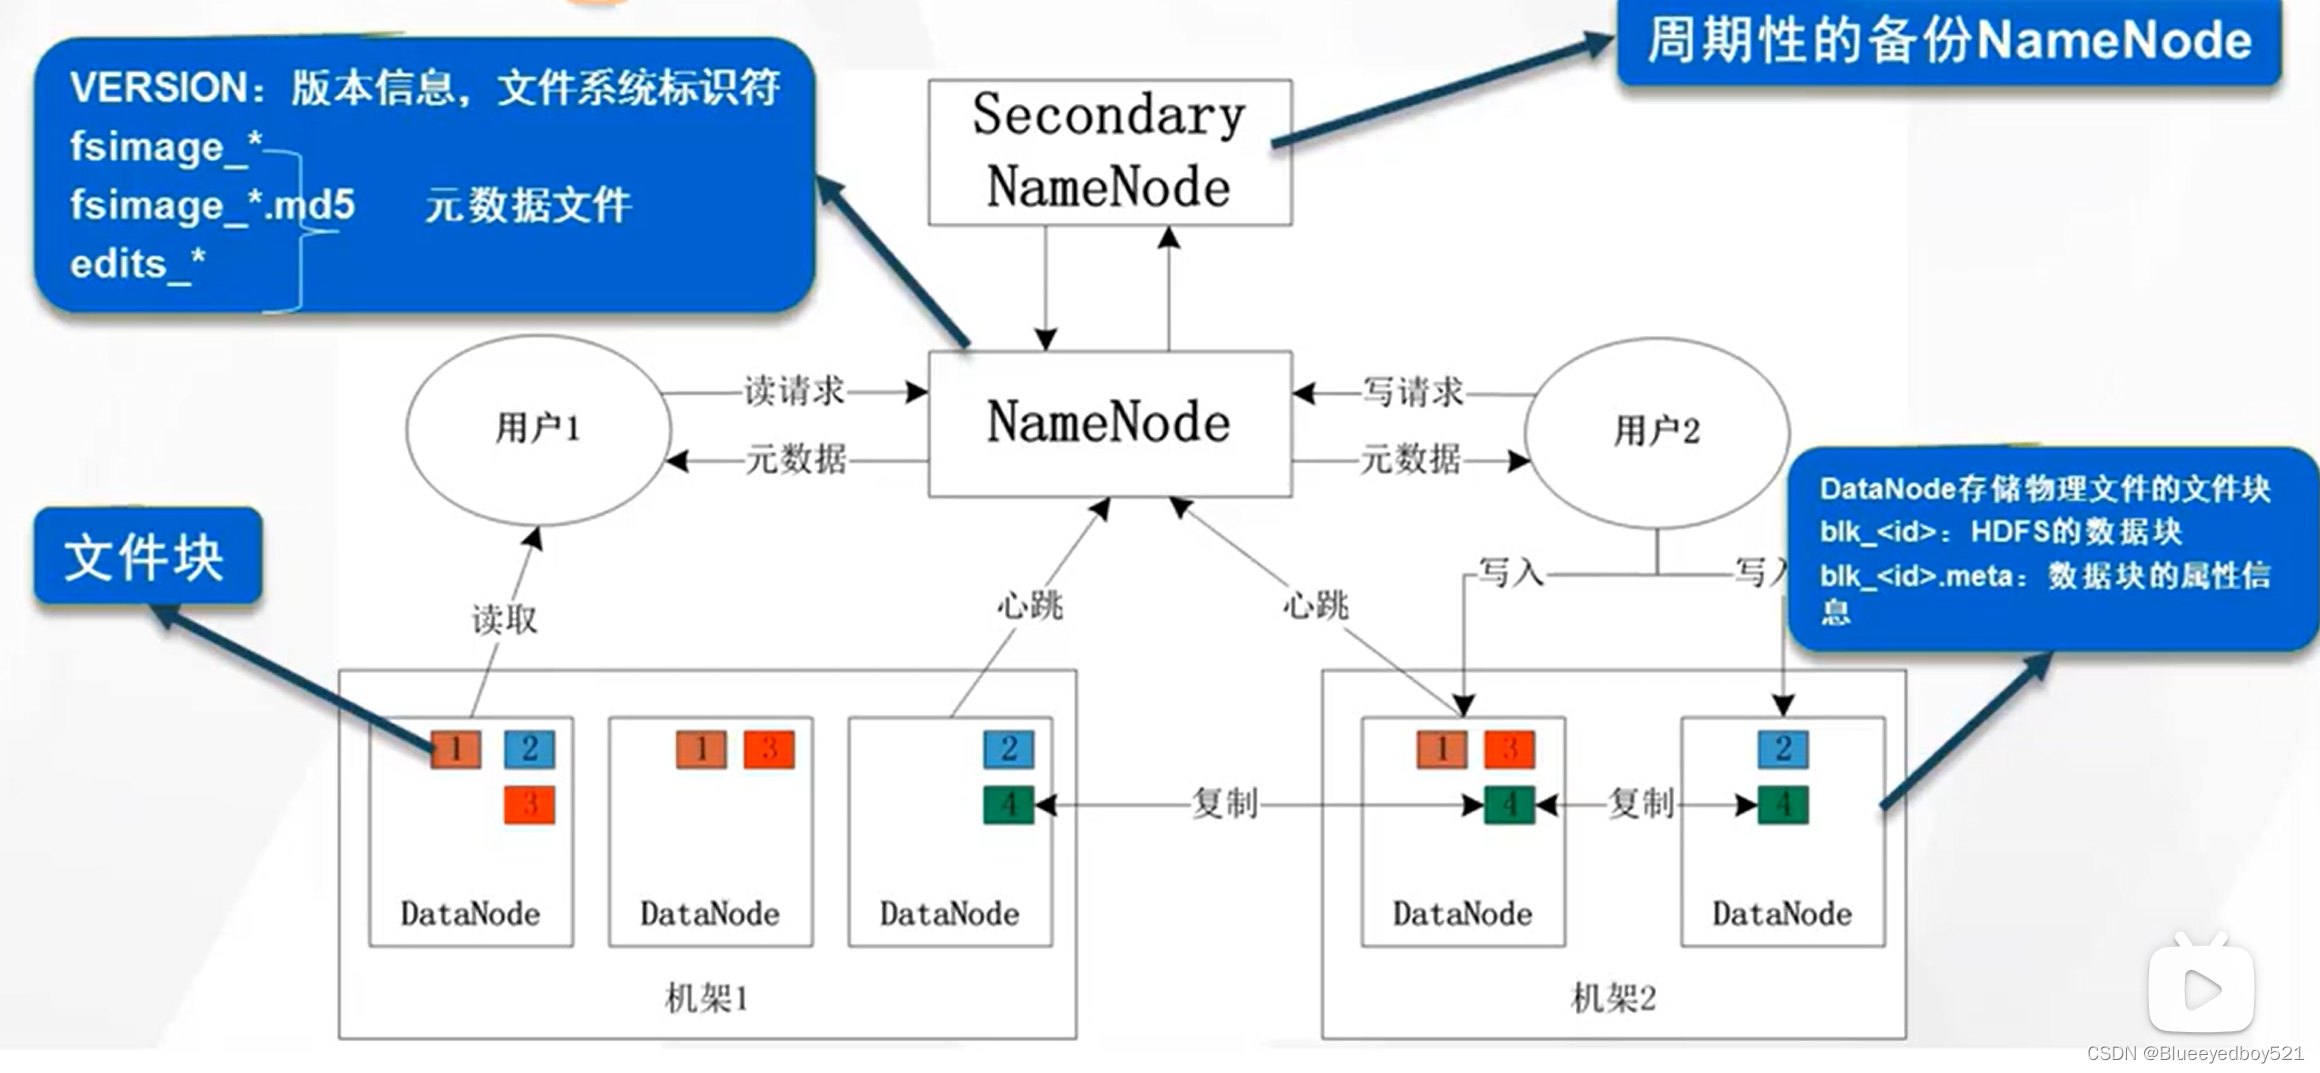 周期性的备份NameNode
VERSION：版本信息，文件系统标识符
fsimage_*
fsimage_*.md5 元数据文件
edits_*
Secondary
NameNode
用户1
读请求
元数据
NameNode
写请求
元数据
用户2
文件块
DataNode存储物理文件的文件块
blk_<id>：HDFS的数据块
blk_<id>.meta：数据块的属性信
息
读取
心跳
心跳
写入
写入
1 2
3
DataNode
1 3
DataNode
2
4
DataNode
机架1
复制
1 3
4
DataNode
复制
2
4
DataNode
机架2
CSDN @Blueeyedboy521